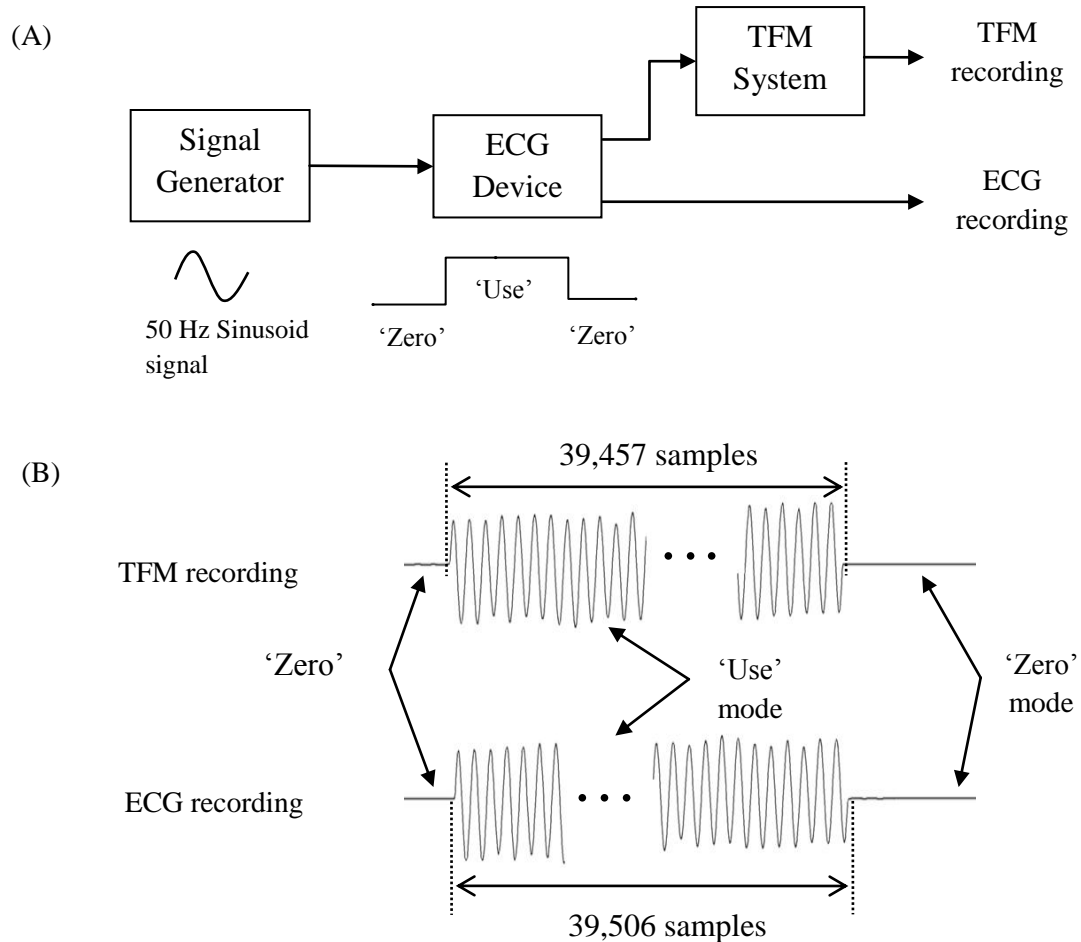 (A)
TFM
System
TFM
recording
Signal
Generator
ECG
Device
ECG
recording
50 Hz Sinusoid
signal
‘Zero’
‘Use’
‘Zero’
(B)
39,457 samples
TFM recording
‘Zero’
‘Use’
mode
‘Zero’
mode
ECG recording
39,506 samples